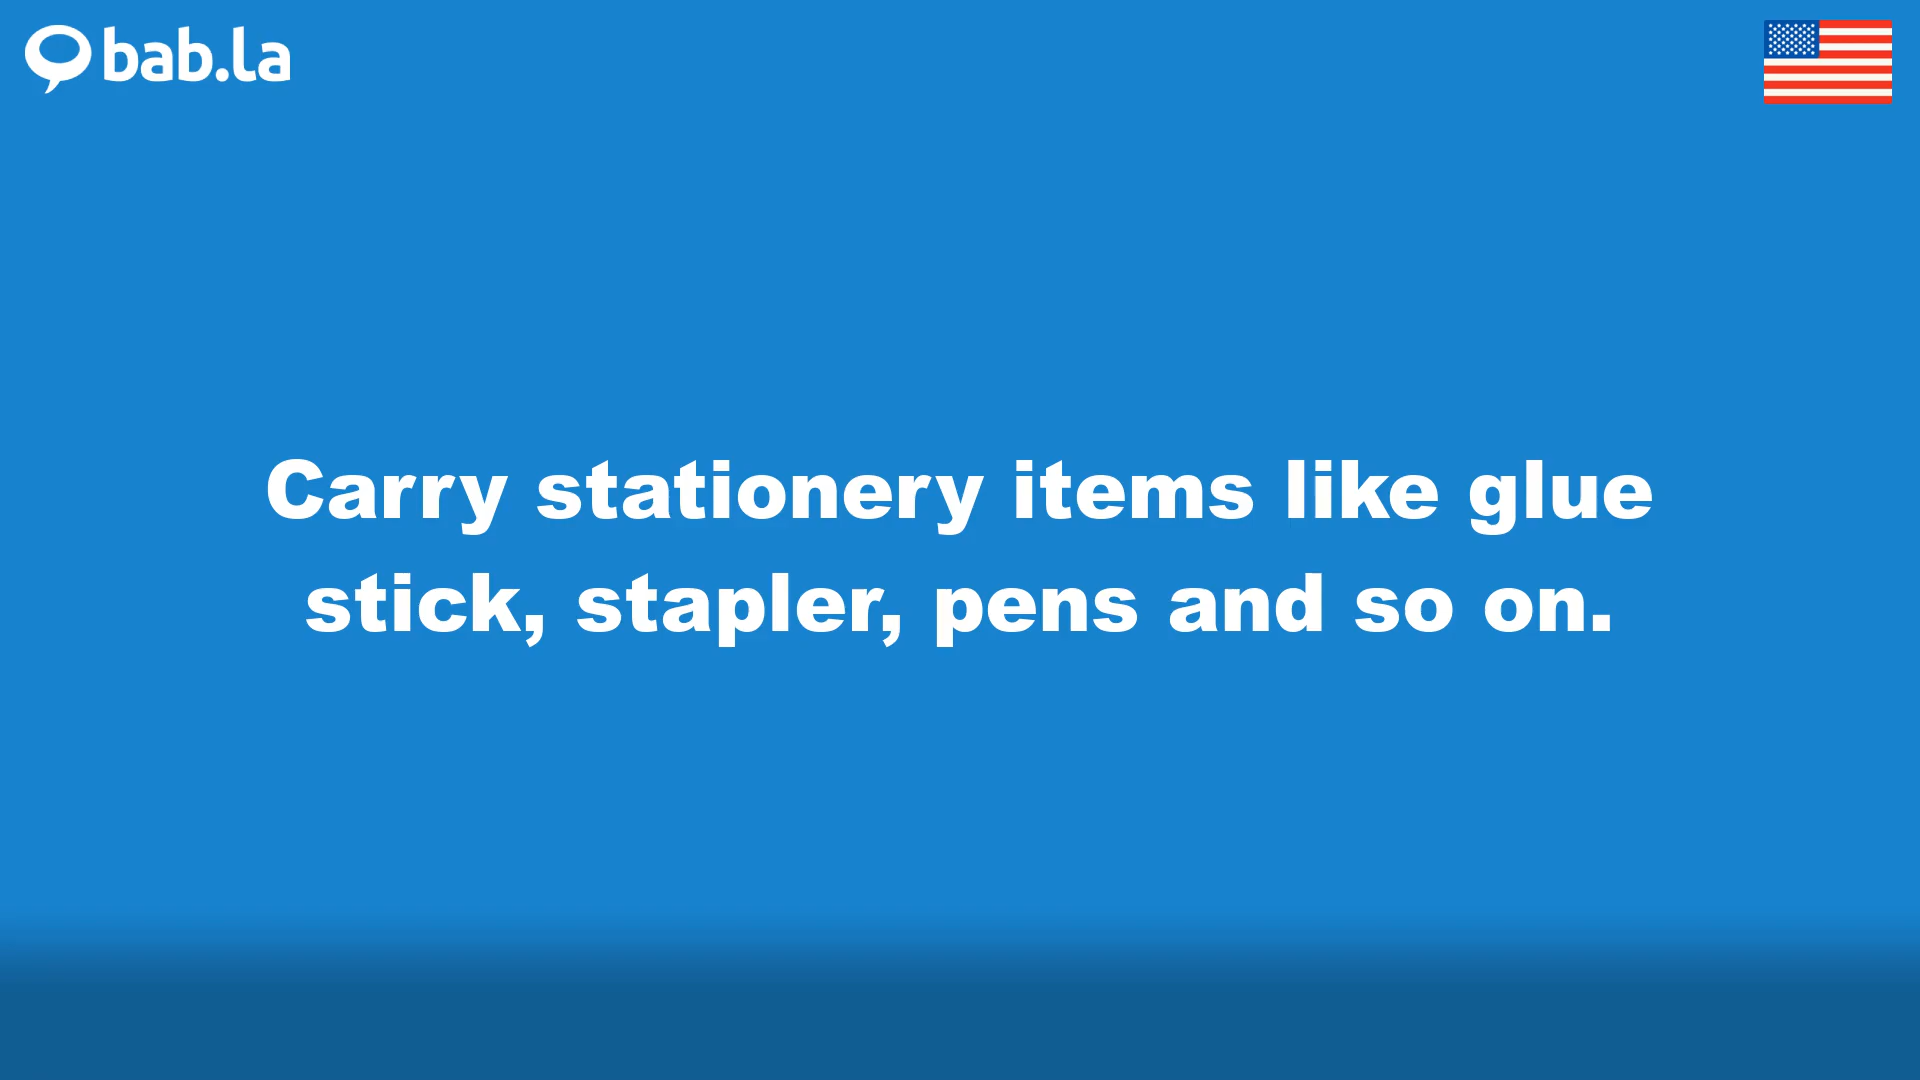 bab.la
Carry stationery items like glue
stick, stapler, pens and so on.